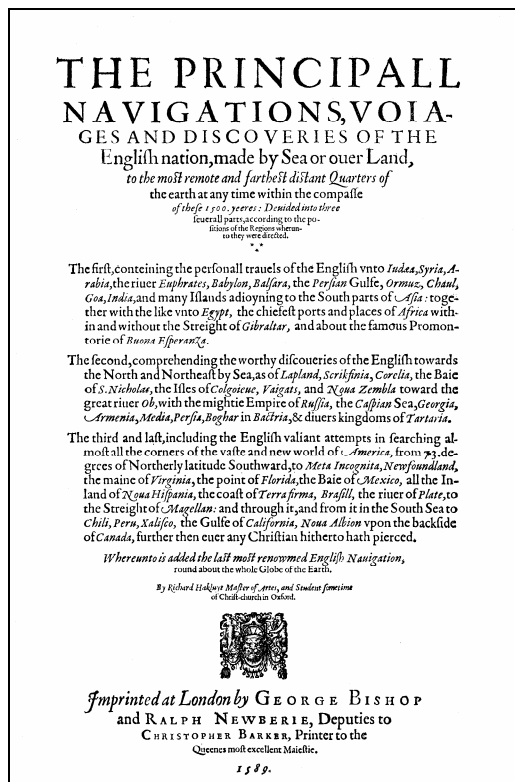 THE PRINCIPALL
NAVIGATIONS, VOIA-
GES AND DISCOVERIES OF THE
Engliſh nation, made by Sea or ouer Land,
to the moſt remote and fartheſt diſtant Quarters of
the earth at any time within the compaſſe
of theſe 1500. yeeres: Deuided into three
ſeuerall parts, according to the po-
ſitions of the Regions wherun-
to they were directed.
The firſt, conteining the perſonall trauels of the Engliſh vnto Iudæa, Syria, A-
rabia, the riuer Euphrates, Babylon, Balſara, the Perſian Gulfe, Ormuz, Chaul,
Goa, India, and many Iſlands adioyning to the South parts of Aſia: toge-
ther with the like vnto Egypt, the chiefeſt ports and places of Africa with-
in and without the Streight of Gibraltar, and about the famous Promon-
torie of Buona Eſperanza.
The ſecond, comprehending the worthy diſcoueries of the Engliſh towards
the North and Northeaſt by Sea, as of Lapland, Scrikfinia, Corelia, the Baie
of S. Nicholas, the Iſles of Colgoieue, Vaigats, and Noua Zembla toward the
great riuer Ob, with the mightie Empire of Ruſſia, the Caſpian Sea, Georgia,
Armenia, Media, Perſia, Boghar in Bactria, & diuers kingdoms of Tartaria.
The third and laſt, including the Engliſh valiant attempts in ſearching al-
moſt all the corners of the vaſte and new world of America, from 73. de-
grees of Northerly latitude Southward, to Meta Incognita, Newfoundland,
the maine of Virginia, the point of Florida, the Baie of Mexico, all the In-
land of Noua Hiſpania, the coaſt of Terra firma, Braſill, the riuer of Plate, to
the Streight of Magellan: and through it, and from it in the South Sea to
Chili, Peru, Xaliſco, the Gulfe of California, Noua Albion vpon the backſide
of Canada, further then euer any Chriſtian hitherto hath pierced.
Whereunto is added the laſt moſt renowmed Engliſh Nauigation,
round about the whole Globe of the Earth.
By Richard Hakluyt Maſter of Artes, and Student ſometime
of Chriſt-church in Oxford.
Imprinted at London by GEORGE BISHOP
and RALPH NEWBERIE, Deputies to
CHRISTOPHER BARKER, Printer to the
Queenes moſt excellent Maieſtie.
1589.